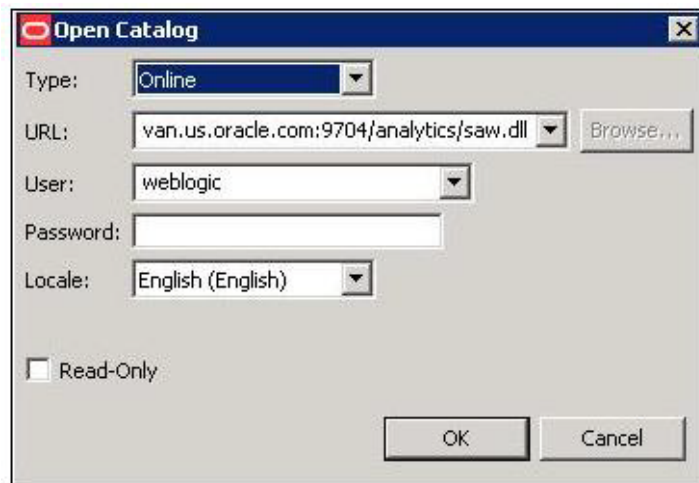 Open Catalog
Type: Online
URL: van.us.oracle.com:9704/analytics/saw.dll Browse...
User: weblogic
Password:
Locale: English (English)
Read-Only
OK Cancel